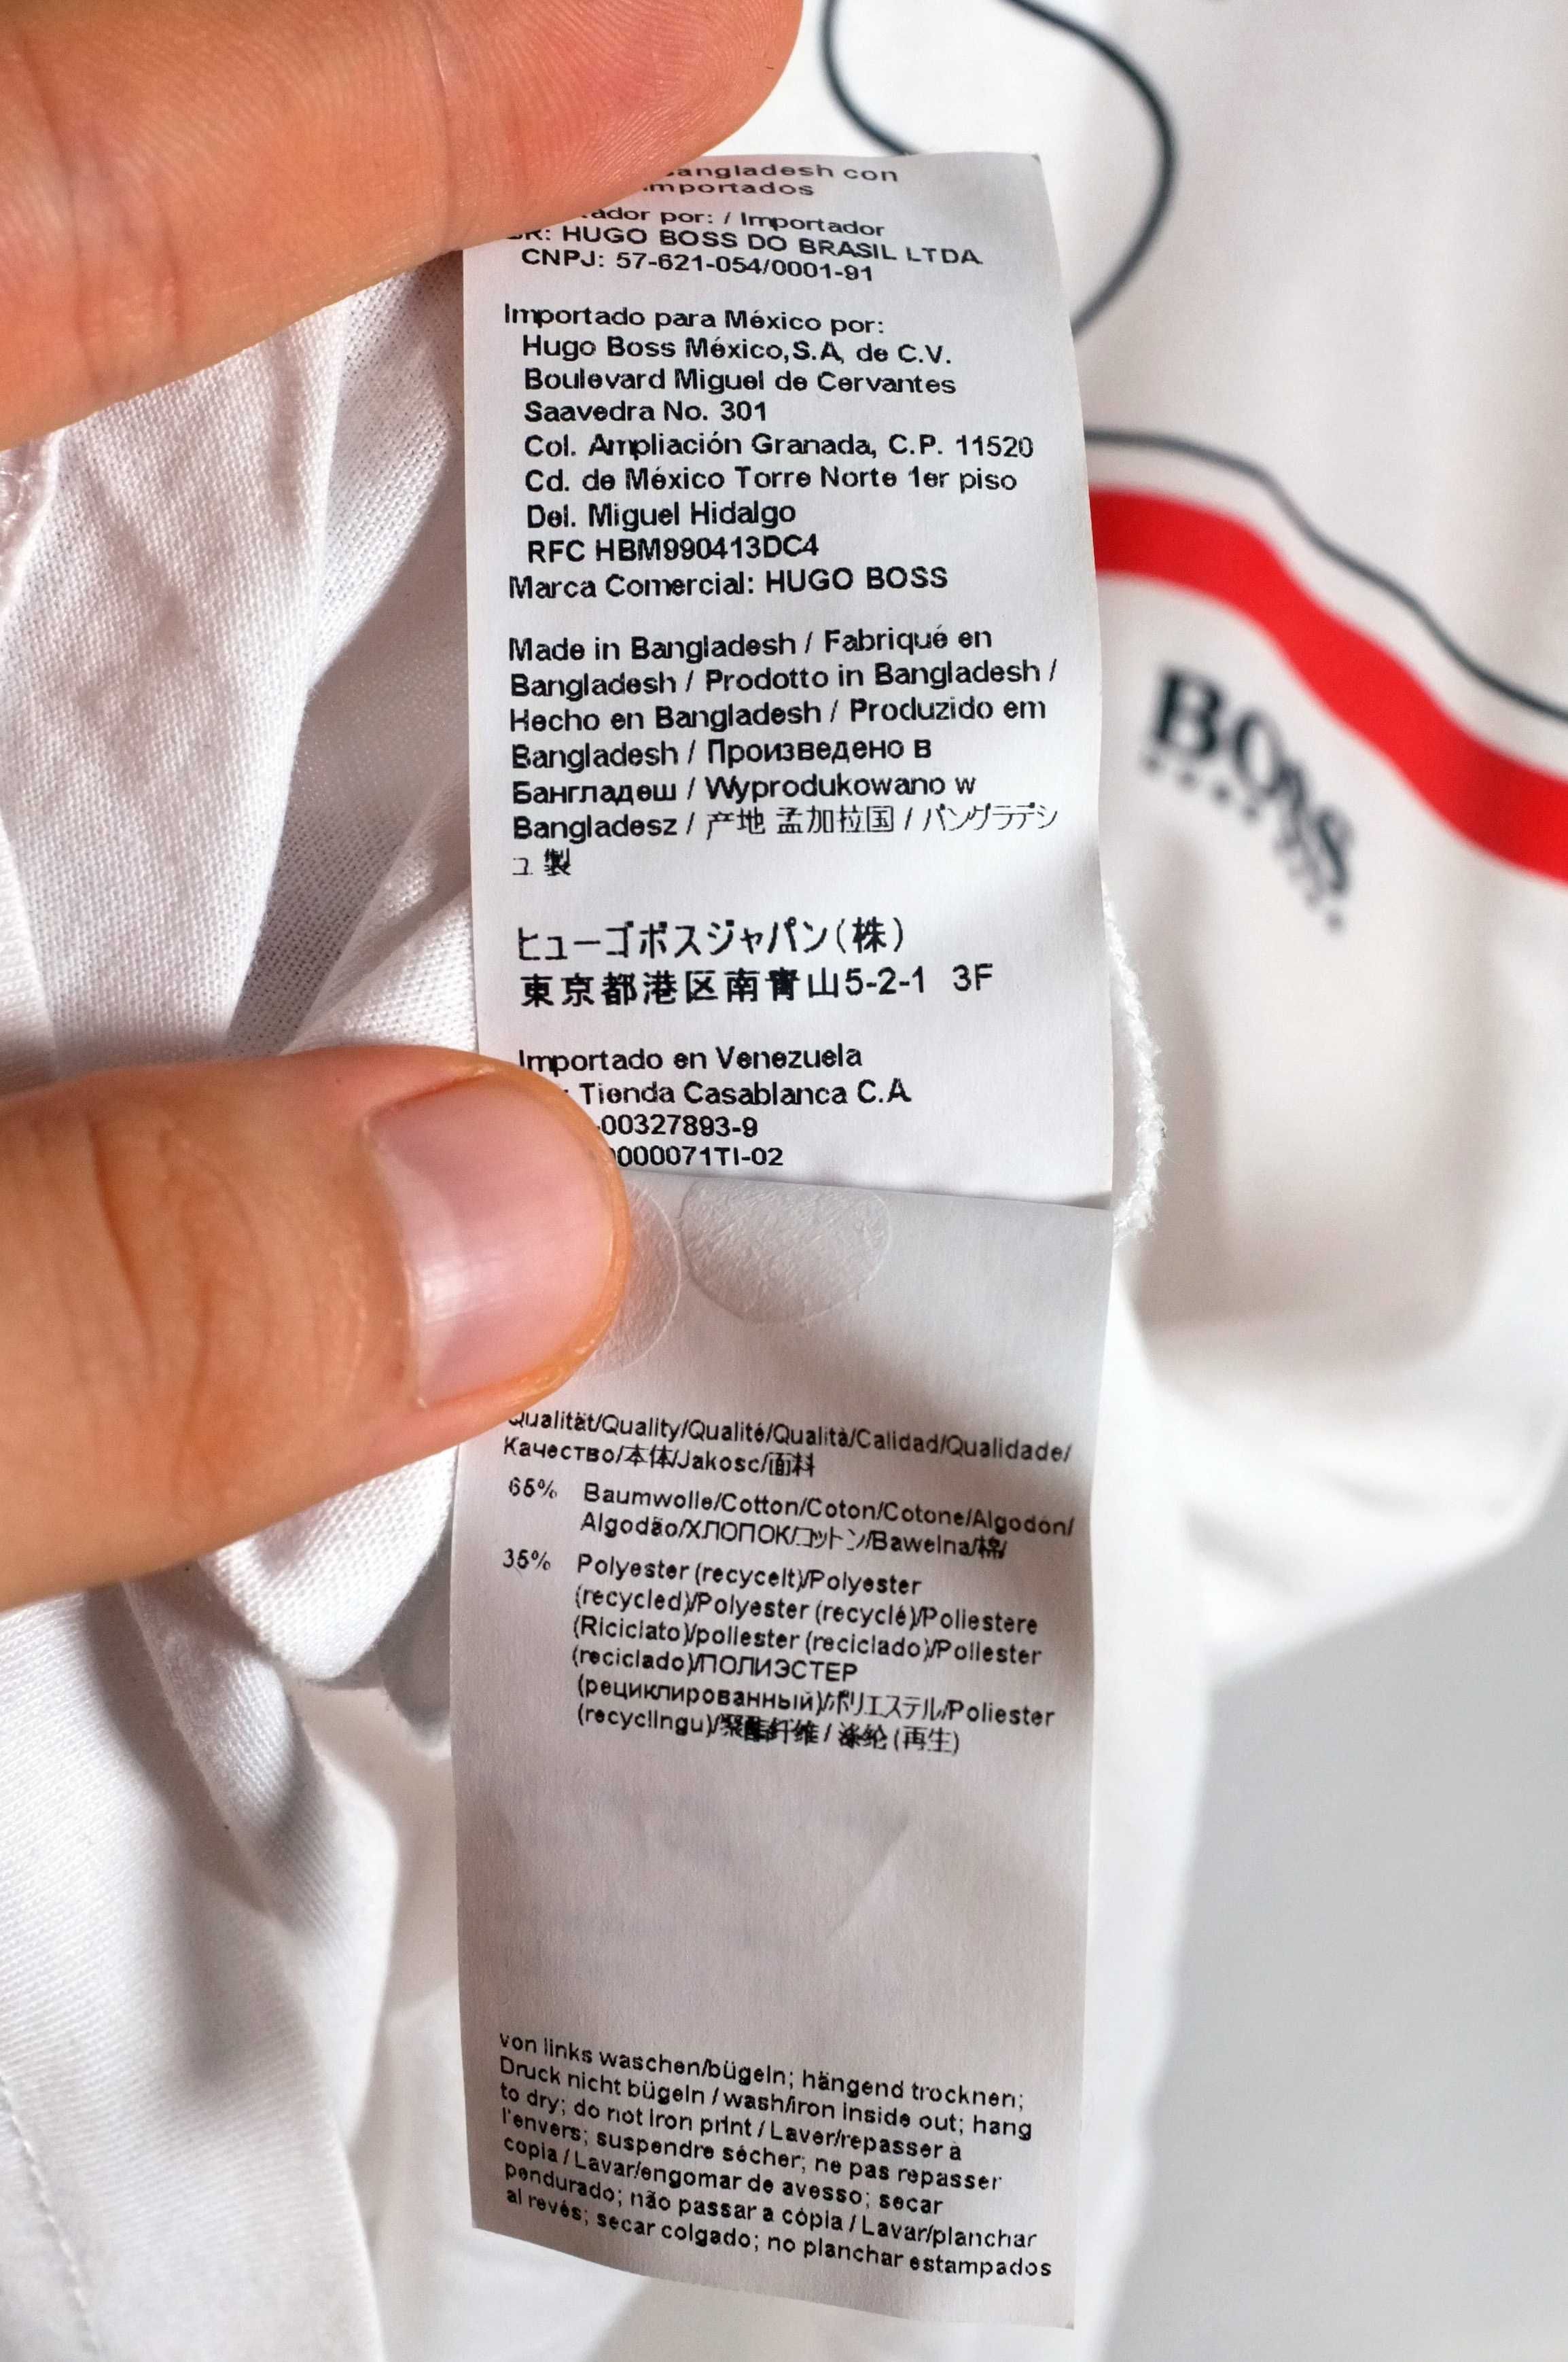 angladesh con
mportados
ador por: / Importador
BR: HUGO BOSS DO BRASIL LTDA
CNPJ: 57-621-054/0001-91
Importado para México por:
Hugo Boss México,S.A, de C.V.
Boulevard Miguel de Cervantes
Saavedra No. 301
Col. Ampliación Granada, C.P. 11520
Cd. de México Torre Norte 1er piso
Del. Miguel Hidalgo
RFC HBM990413DC4
Marca Comercial: HUGO BOSS
Made in Bangladesh / Fabriqué en
Bangladesh / Prodotto in Bangladesh /
Hecho en Bangladesh / Produzido em
Bangladesh / Произведено в
Бангладеш / Wyprodukowano w
Bangladesz / 产地 孟加拉国 / バングラデシ
ュ 製
ヒューゴボスジャパン(株)
東京都港区南青山5-2-1 3F
Importado en Venezuela
Tienda Casablanca C.A.
-00327893-9
0000071TI-02
Qualität/Quality/Qualité/Qualità/Calidad/Qualidade/
Качество/本体/Jakosc/面料
65% Baumwolle/Cotton/Coton/Cotone/Algodón/
Algodão/ХЛОПОК/コットン/Bawelna/棉/
35% Polyester (recycelt)/Polyester
(recycled)/Polyester (recyclé)/Poliestere
(Riciclato)/poliester (reciclado)/Poliester
(reciclado)/ПОЛИЭСТЕР
(рециклированный)/ポリエステル/Poliester
(recyclingu)/聚酯纤维 / 涤纶 (再生)
von links waschen/bügeln; hängend trocknen;
Druck nicht bügeln / wash/iron inside out; hang
to dry; do not iron print / Laver/repasser à
l'envers; suspendre sécher; ne pas repasser
copia / Lavar/engomar de avesso; secar
pendurado; não passar a cópia / Lavar/planchar
al revés; secar colgado; no planchar estampados
BOSS